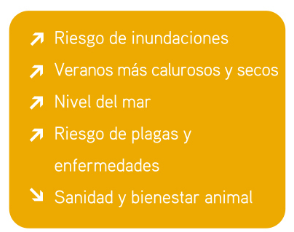 Riesgo de inundaciones
Veranos más calurosos y secos
Nivel del mar
Riesgo de plagas y
enfermedades
Sanidad y bienestar animal